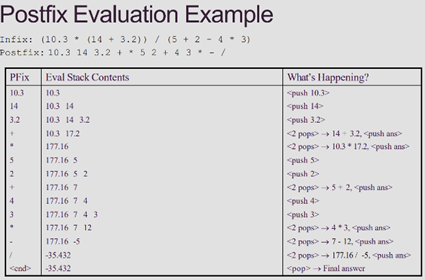 Postfix Evaluation Example
Infix: (10.3 * (14 + 3.2)) / (5 + 2 - 4 * 3)
Postfix: 10.3 14 3.2 + * 5 2 + 4 3 * - /
PFix Eval Stack Contents What's Happening?
10.3 10.3 <push 10.3>
14 10.3 14 <push 14>
3.2 10.3 14 3.2 <push 3.2>
+ 10.3 17.2 <2 pops> → 14 + 3.2, <push ans>
* 177.16 <2 pops> → 10.3 * 17.2, <push ans>
5 177.16 5 <push 5>
2 177.16 5 2 <push 2>
+ 177.16 7 <2 pops> → 5 + 2, <push ans>
4 177.16 7 4 <push 4>
3 177.16 7 4 3 <push 3>
* 177.16 7 12 <2 pops> → 4 * 3, <push ans>
- 177.16 -5 <2 pops> → 7 - 12, <push ans>
/ -35.432 <2 pops> → 177.16 / -5, <push ans>
<end> -35.432 <pop> → Final answer